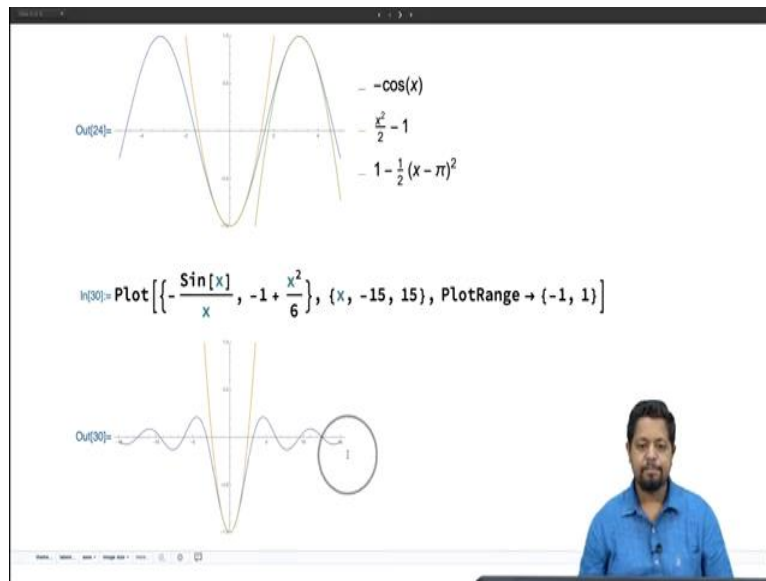 -cos(x)
x²/2 - 1
Out[24]=
1 - 1/2 (x - π)²
In[30]:= Plot[{-Sin[x]/x, -1 + x²/6}, {x, -15, 15}, PlotRange → {-1, 1}]
Out[30]=